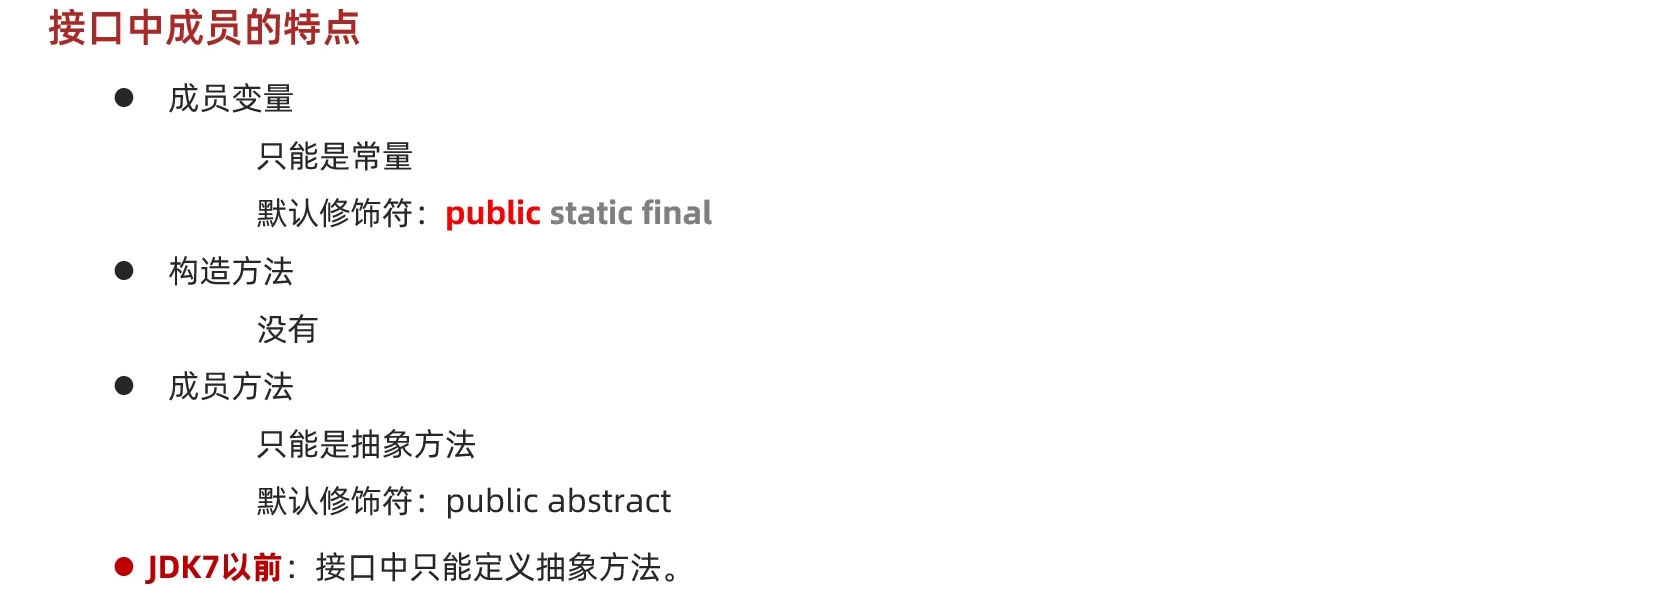 接口中成员的特点
● 成员变量
只能是常量
默认修饰符：public static final
● 构造方法
没有
● 成员方法
只能是抽象方法
默认修饰符：public abstract
● JDK7以前：接口中只能定义抽象方法。